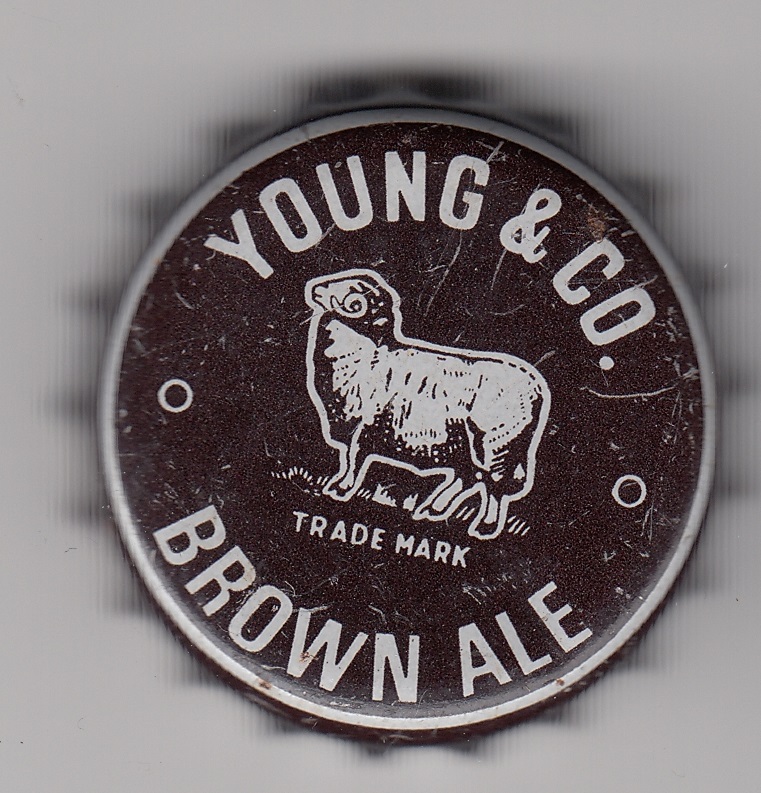 YOUNG & CO.
TRADE MARK
BROWN ALE